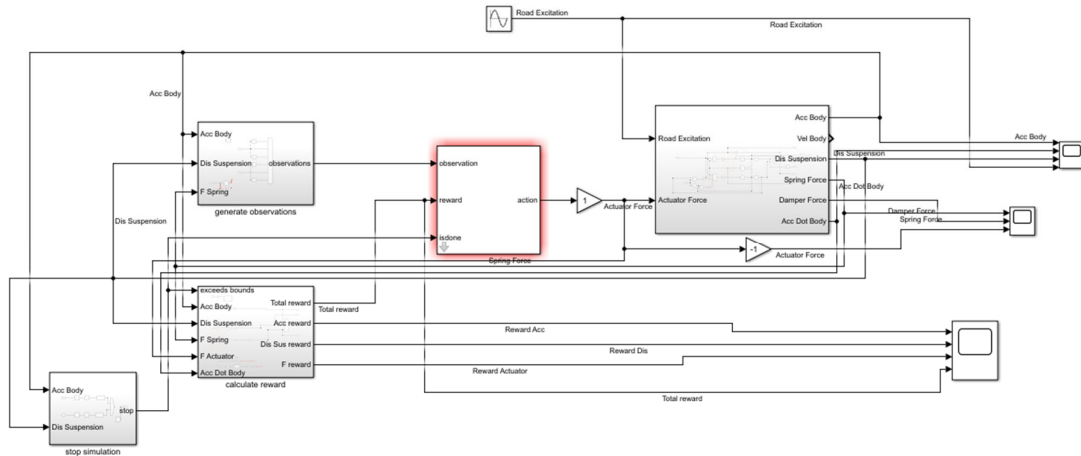 Road Excitation
Road Excitation
Acc Body
Acc Body
observations
Dis Suspension
F Spring
generate observations
Dis Suspension
observation
reward
action
isdone
Spring Force
1
Actuator Force
Road Excitation
Actuator Force
Acc Body
Vel Body
Dis Suspension
Spring Force
Damper Force
Acc Dot Body
Dis Suspension
Acc Dot Body
Acc Body
Damper Force
Spring Force
-1
Actuator Force
exceeds bounds
Acc Body
Dis Suspension
F Spring
F Actuator
Acc Dot Body
Total reward
Acc reward
Dis Sus reward
F reward
calculate reward
Total reward
Reward Acc
Reward Dis
Reward Actuator
Total reward
Acc Body
Dis Suspension
stop
stop simulation